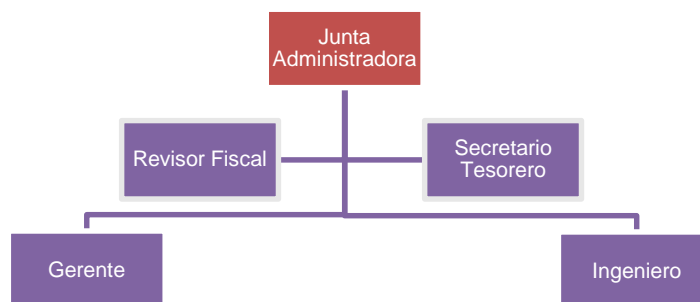 Junta
Administradora
Revisor Fiscal
Secretario
Tesorero
Gerente
Ingeniero